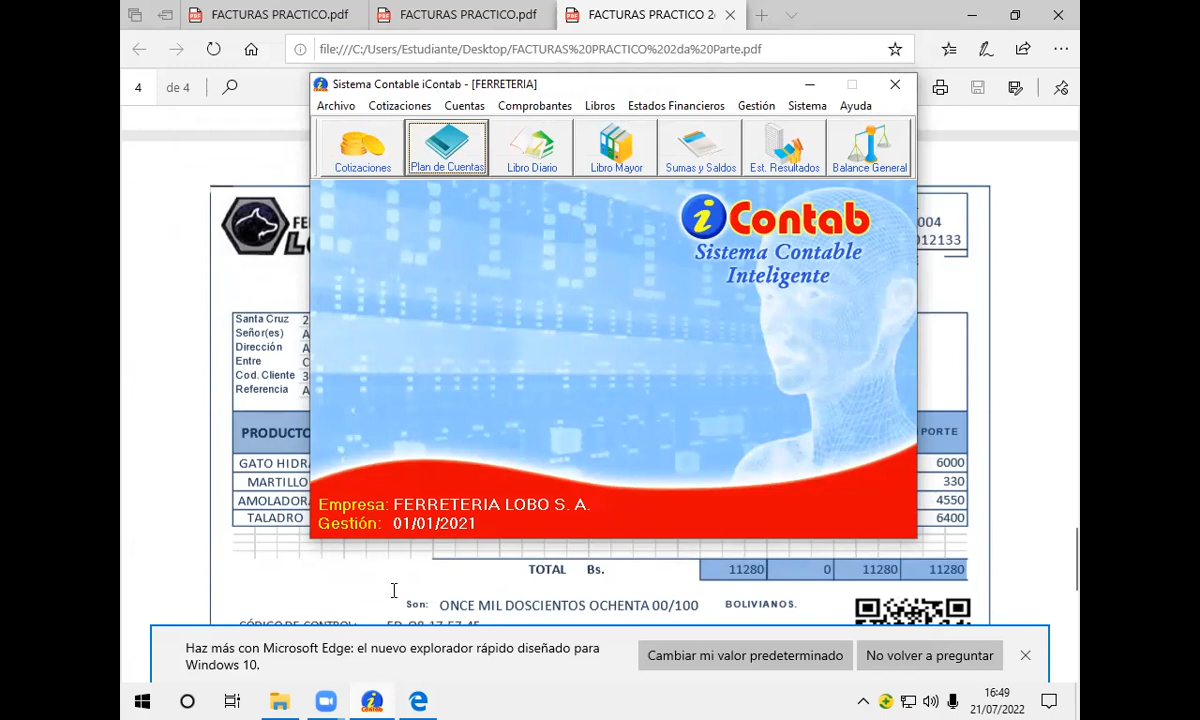 FACTURAS PRACTICO.pdf
FACTURAS PRACTICO.pdf
FACTURAS PRACTICO 2
file:///C:/Users/Estudiante/Desktop/FACTURAS%20PRACTICO%202da%20Parte.pdf
4 de 4
Sistema Contable iContab - [FERRETERIA]
Archivo Cotizaciones Cuentas Comprobantes Libros Estados Financieros Gestión Sistema Ayuda
Cotizaciones Plan de Cuentas Libro Diario Libro Mayor Sumas y Saldos Est. Resultados Balance General
i Contab
Sistema Contable
Inteligente
Empresa: FERRETERIA LOBO S. A.
Gestión: 01/01/2021
004
012133
Santa Cruz 2
Señor(es) A
Dirección A
Entre C
Cod. Cliente 3
Referencia A
PRODUCTO PORTE
GATO HIDR 6000
MARTILLO 330
AMOLADORA 4550
TALADRO 6400
TOTAL Bs. 11280 0 11280 11280
Son: ONCE MIL DOSCIENTOS OCHENTA 00/100 BOLIVIANOS.
Haz más con Microsoft Edge: el nuevo explorador rápido diseñado para
Windows 10.
Cambiar mi valor predeterminado
No volver a preguntar
16:49
21/07/2022